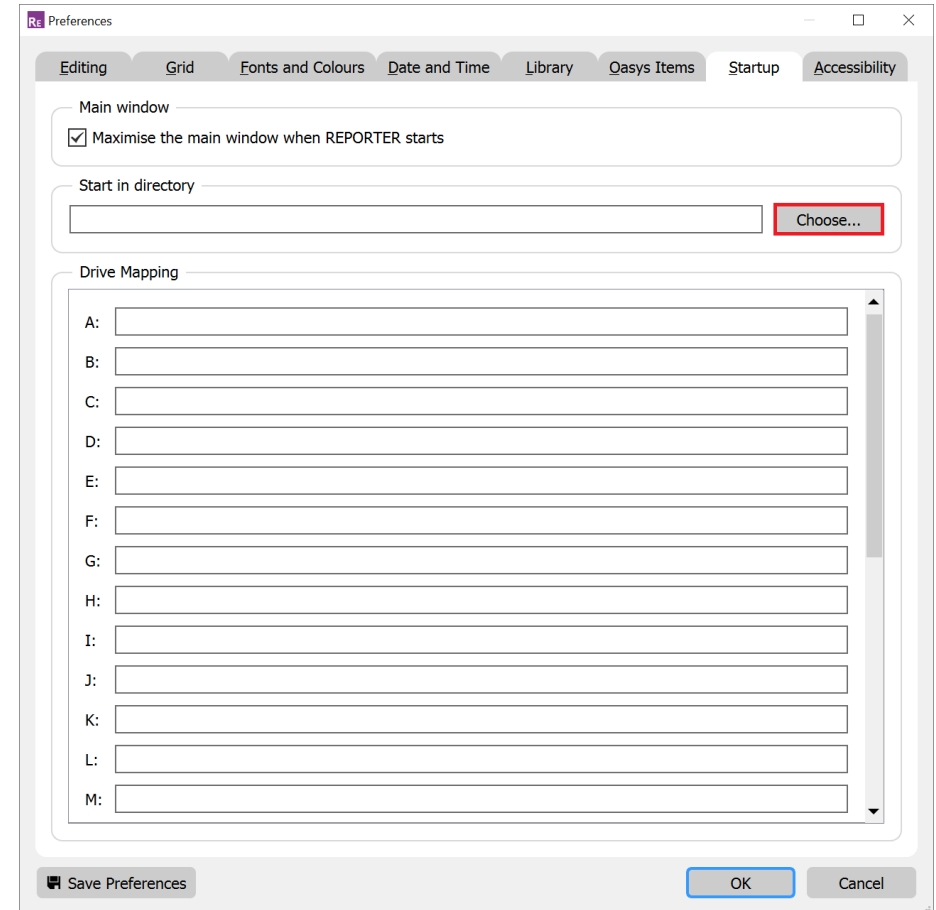 RE Preferences
Editing Grid Fonts and Colours Date and Time Library Oasys Items Startup Accessibility
Main window
Maximise the main window when REPORTER starts
Start in directory
Choose...
Drive Mapping
A:
B:
C:
D:
E:
F:
G:
H:
I:
J:
K:
L:
M:
Save Preferences OK Cancel